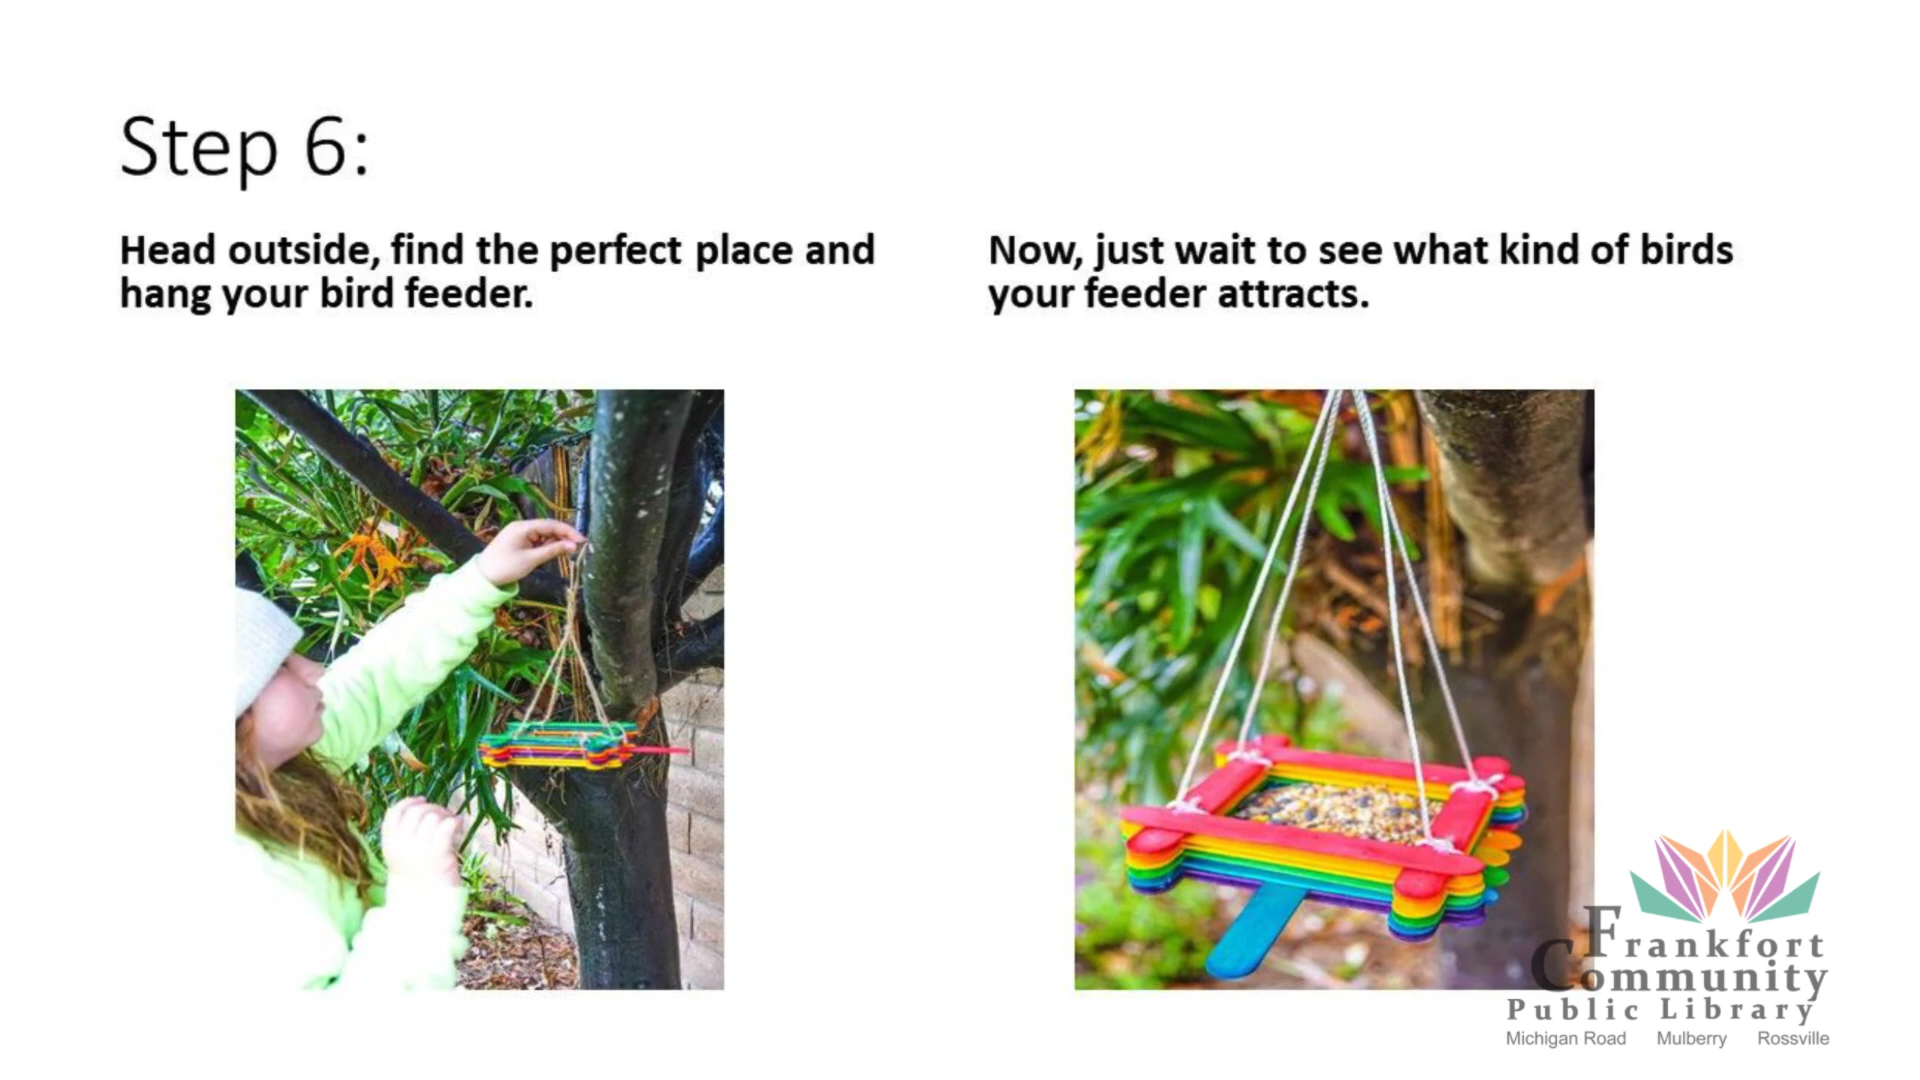 Step 6:
Head outside, find the perfect place and
hang your bird feeder.
Now, just wait to see what kind of birds
your feeder attracts.
Frankfort
Community
Public Library
Michigan Road Mulberry Rossville